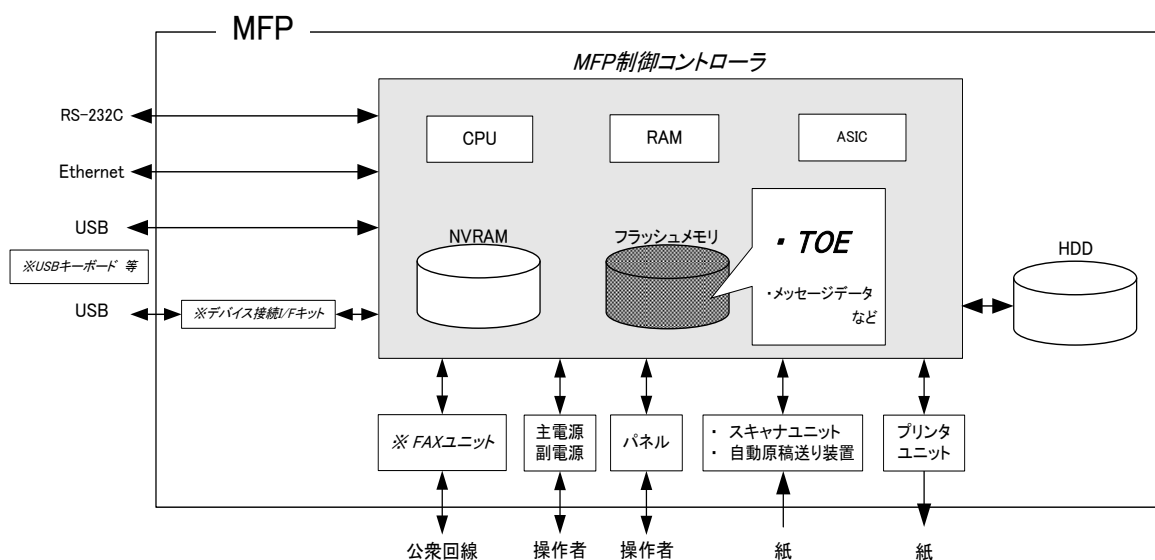 MFP
MFP制御コントローラ
RS-232C
CPU
RAM
ASIC
Ethernet
USB
NVRAM
フラッシュメモリ
・ TOE
・メッセージデータ
など
HDD
※USBキーボード 等
USB
※デバイス接続I/Fキット
※ FAXユニット
主電源
副電源
パネル
・ スキャナユニット
・ 自動原稿送り装置
プリンタ
ユニット
公衆回線
操作者
操作者
紙
紙